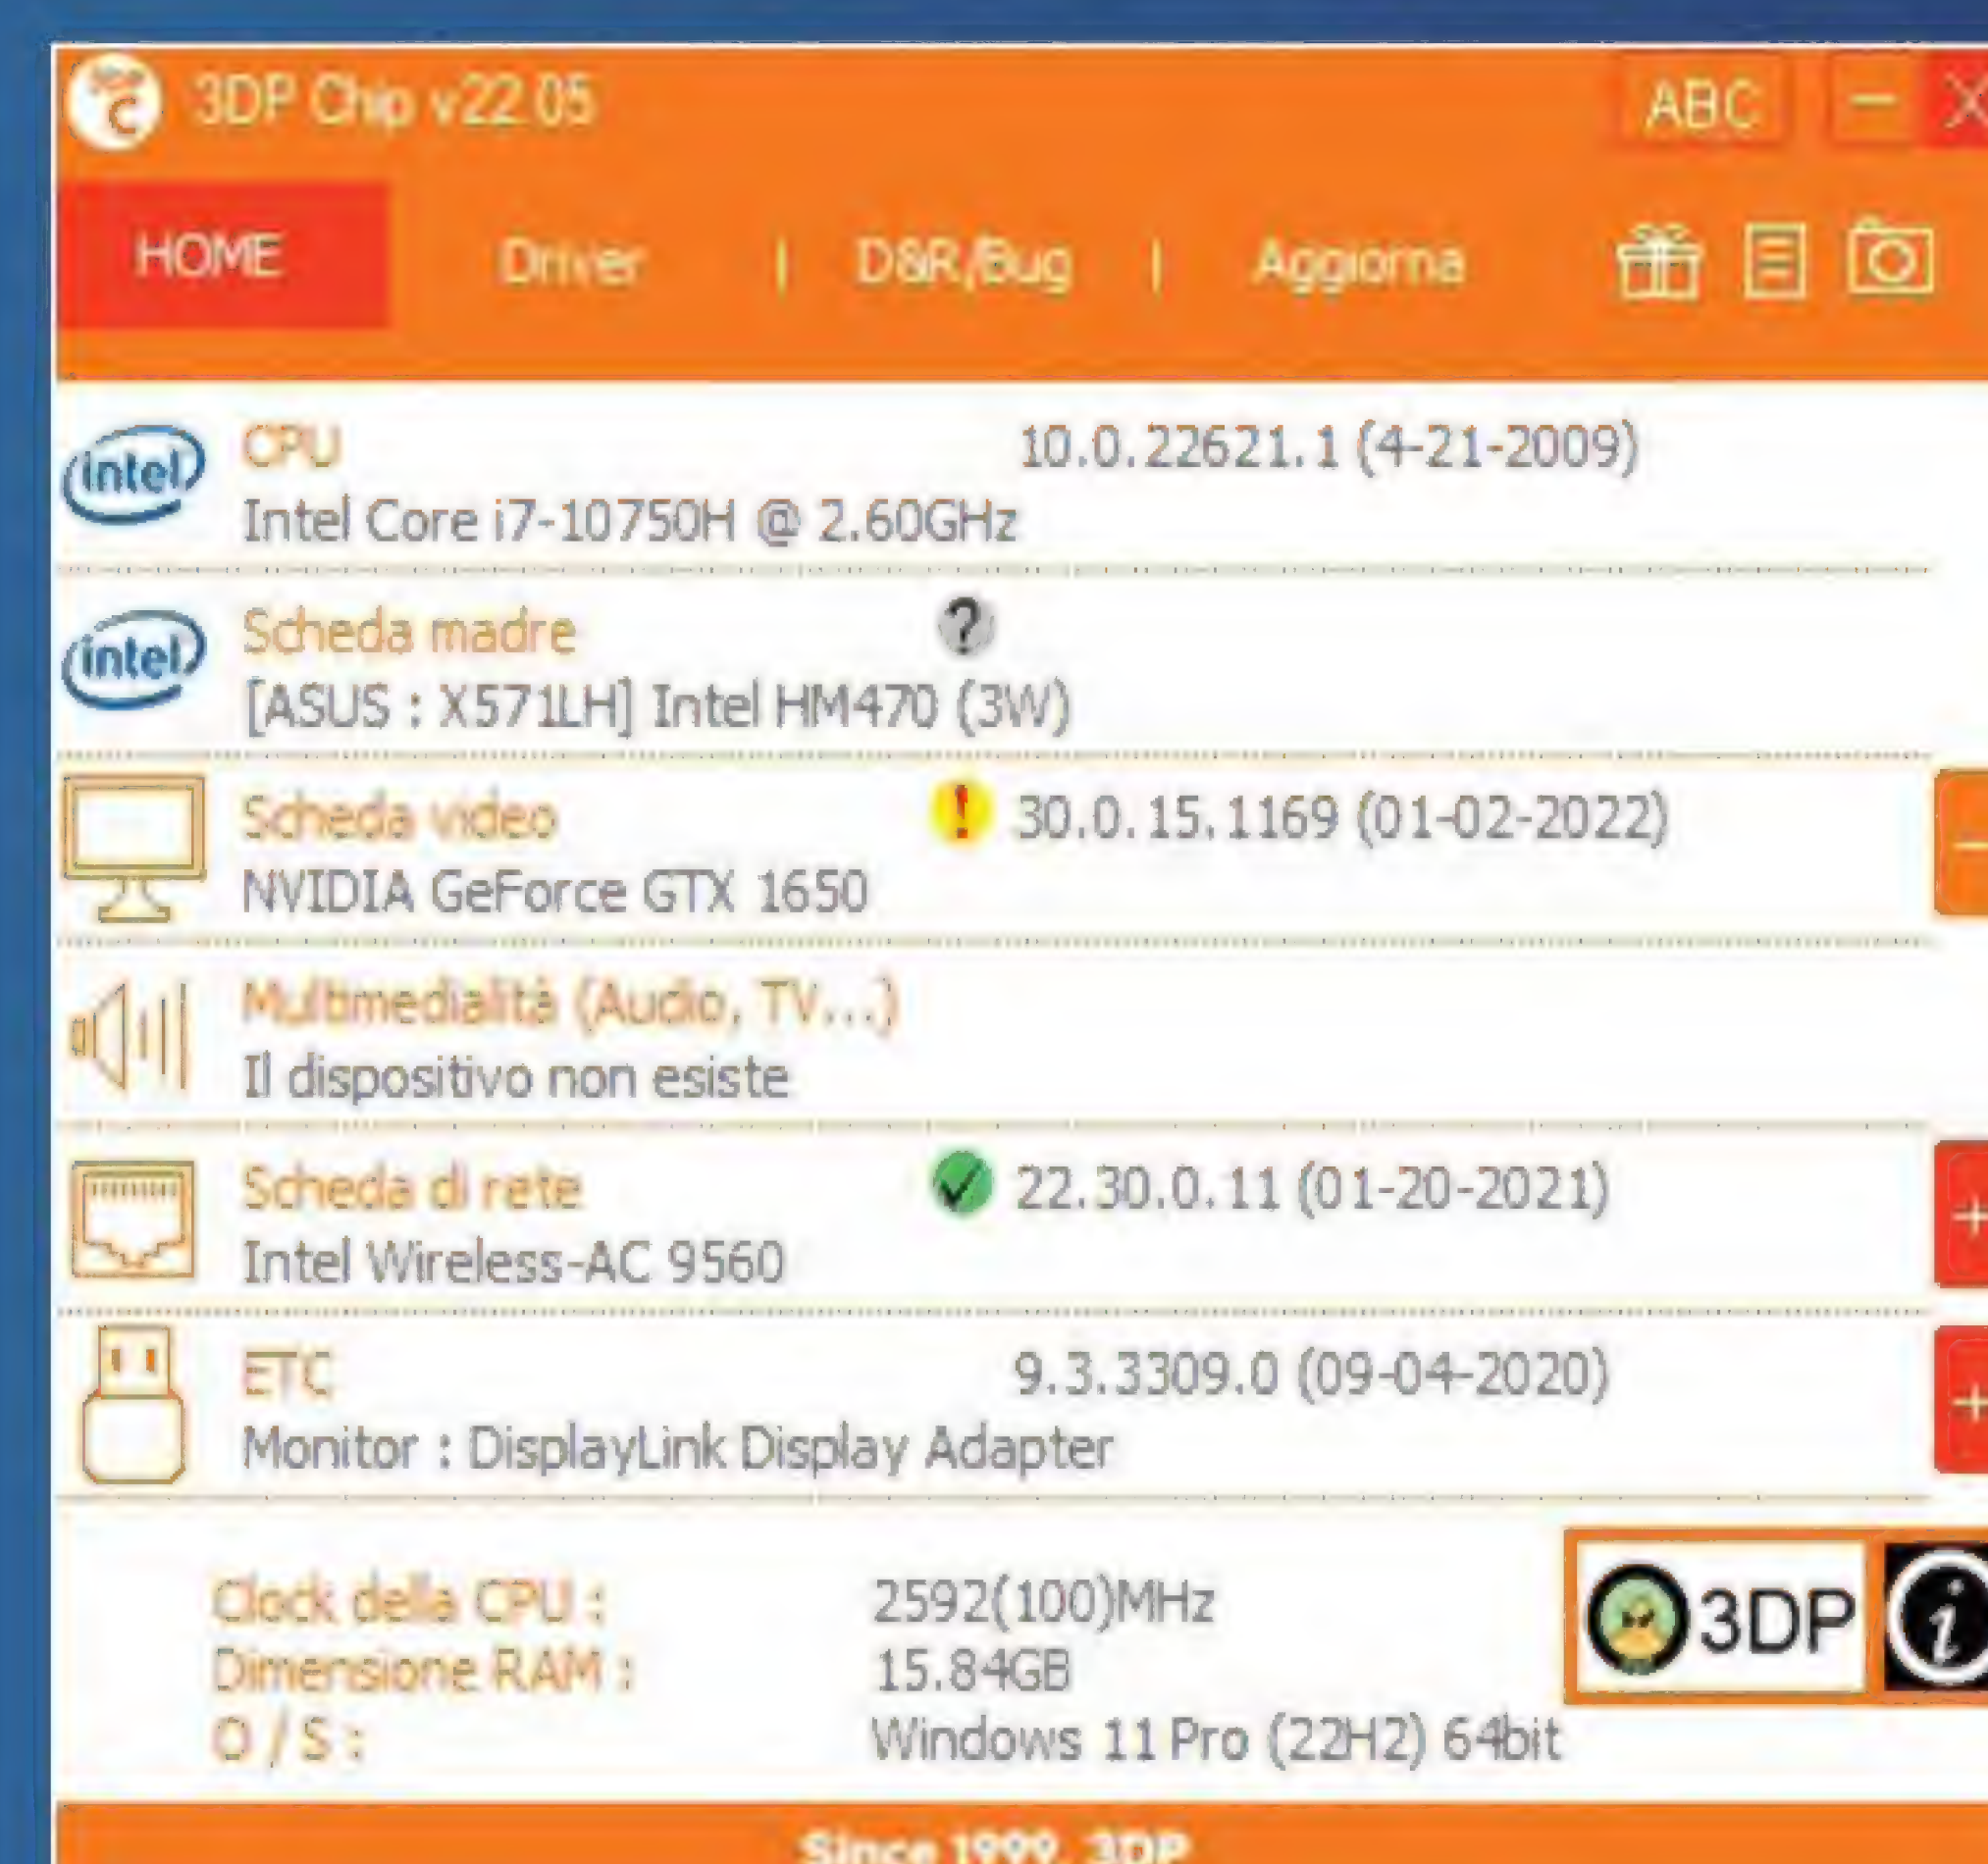 3DP Chip v22.05
ABC
HOME
Driver | D&R/Bug | Aggiorna
intel
CPU
10.0.22621.1 (4-21-2009)
Intel Core i7-10750H @ 2.60GHz
intel
Scheda madre
?
[ASUS : X571LH] Intel HM470 (3W)
Scheda video
! 30.0.15.1169 (01-02-2022)
NVIDIA GeForce GTX 1650
Multimedialità (Audio, TV...)
Il dispositivo non esiste
Scheda di rete
22.30.0.11 (01-20-2021)
Intel Wireless-AC 9560
ETC
9.3.3309.0 (09-04-2020)
Monitor : DisplayLink Display Adapter
Clock della CPU :
2592(100)MHz
Dimensione RAM :
15.84GB
O / S :
Windows 11 Pro (22H2) 64bit
3DP
i
Since 1999, 3DP